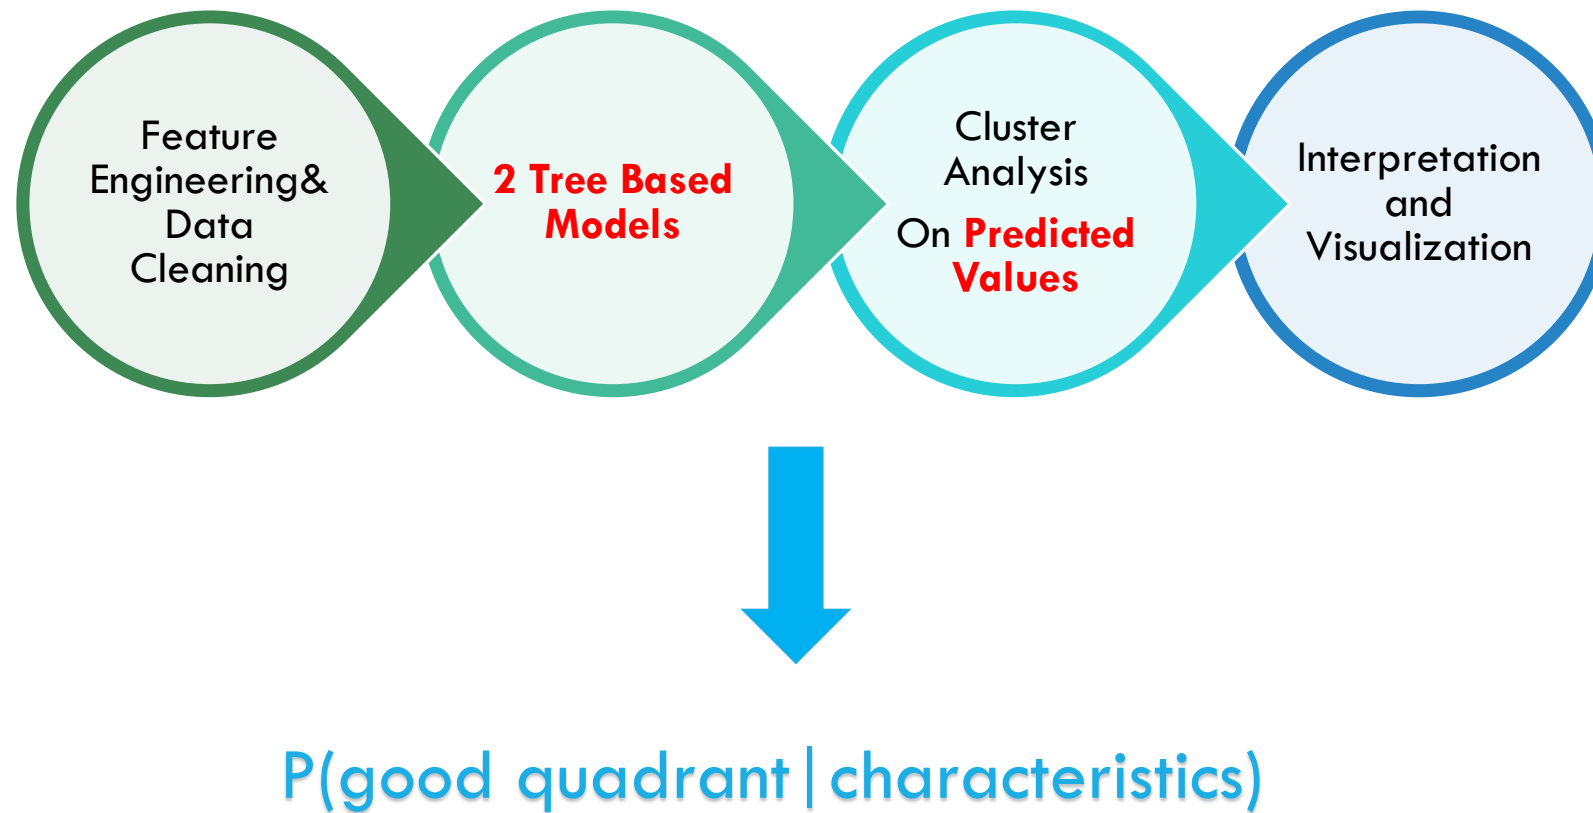 Feature
Engineering&
Data
Cleaning
2 Tree Based
Models
Cluster
Analysis
On Predicted
Values
Interpretation
and
Visualization
P(good quadrant|characteristics)